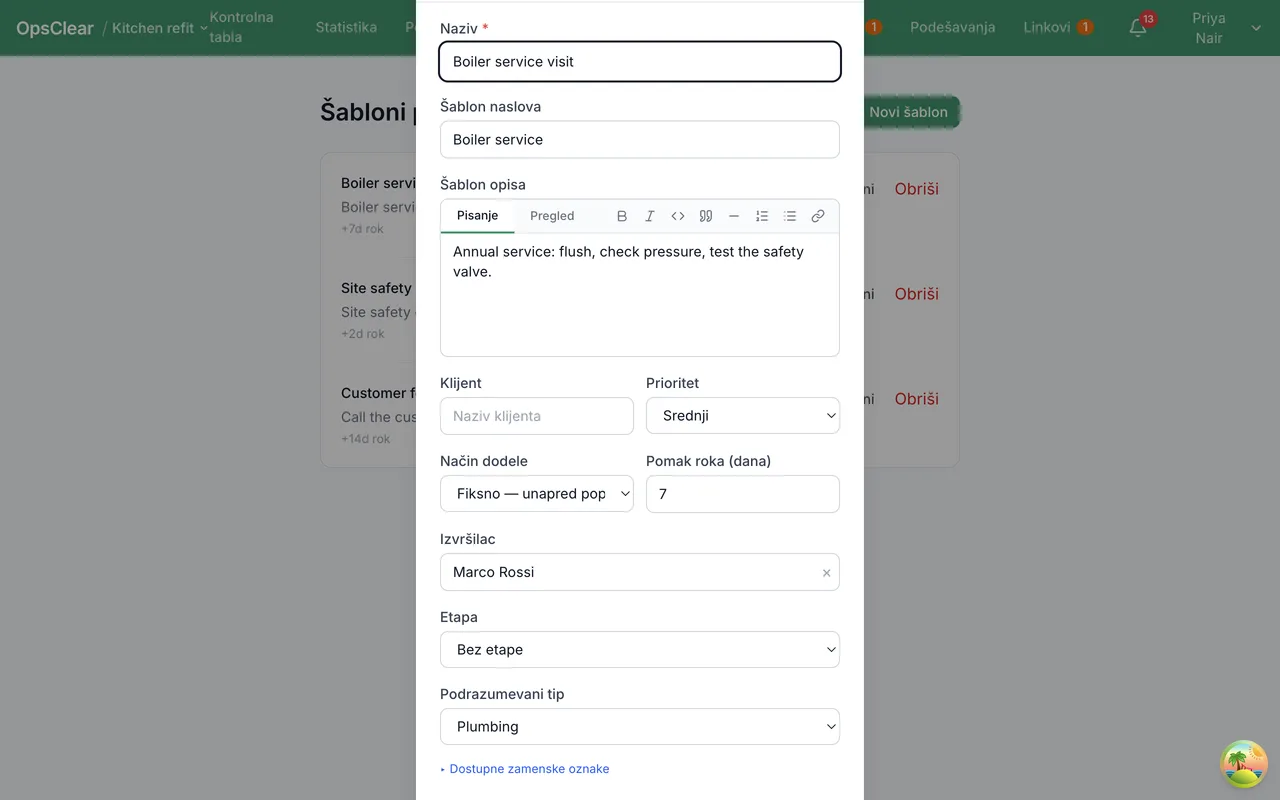 OpsClear / Kitchen refit
Kontrolna tabla
Statistika
1
Podešavanja
Linkovi 1
13
Priya Nair
Šabloni
Novi šablon
Boiler servi
Boiler servi
+7d rok
Obriši
Site safety
Site safety
+2d rok
Obriši
Customer f
Call the cus
+14d rok
Obriši
Naziv *
Boiler service visit
Šablon naslova
Boiler service
Šablon opisa
Pisanje
Pregled
Annual service: flush, check pressure, test the safety
valve.
Klijent
Prioritet
Naziv klijenta
Srednji
Način dodele
Pomak roka (dana)
Fiksno — unapred pop
7
Izvršilac
Marco Rossi
Etapa
Bez etape
Podrazumevani tip
Plumbing
Dostupne zamenske oznake